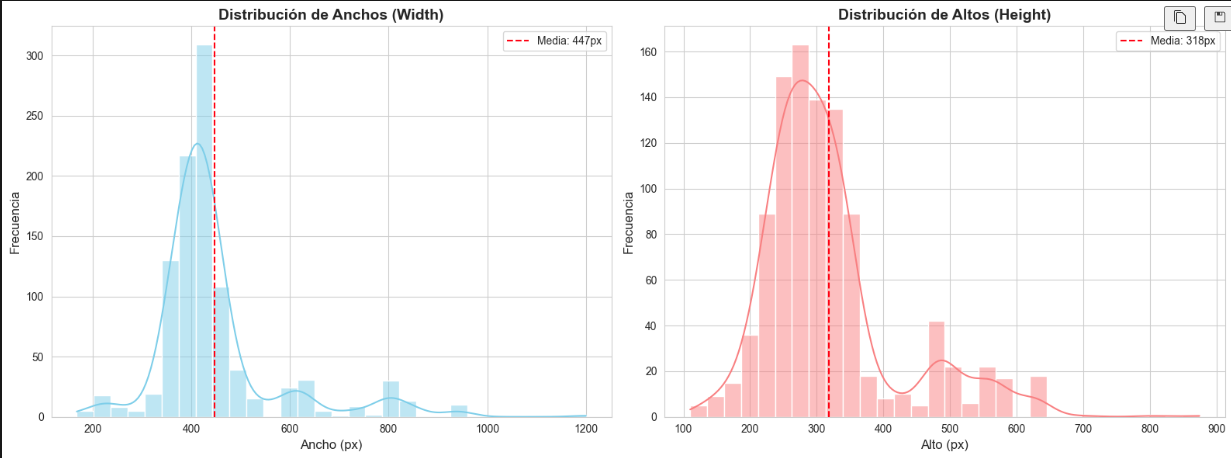 Distribución de Anchos (Width)
Media: 447px
300
250
200
150
100
50
0
Frecuencia
200 400 600 800 1000 1200
Ancho (px)
Distribución de Altos (Height)
Media: 318px
160
140
120
100
80
60
40
20
0
Frecuencia
100 200 300 400 500 600 700 800 900
Alto (px)